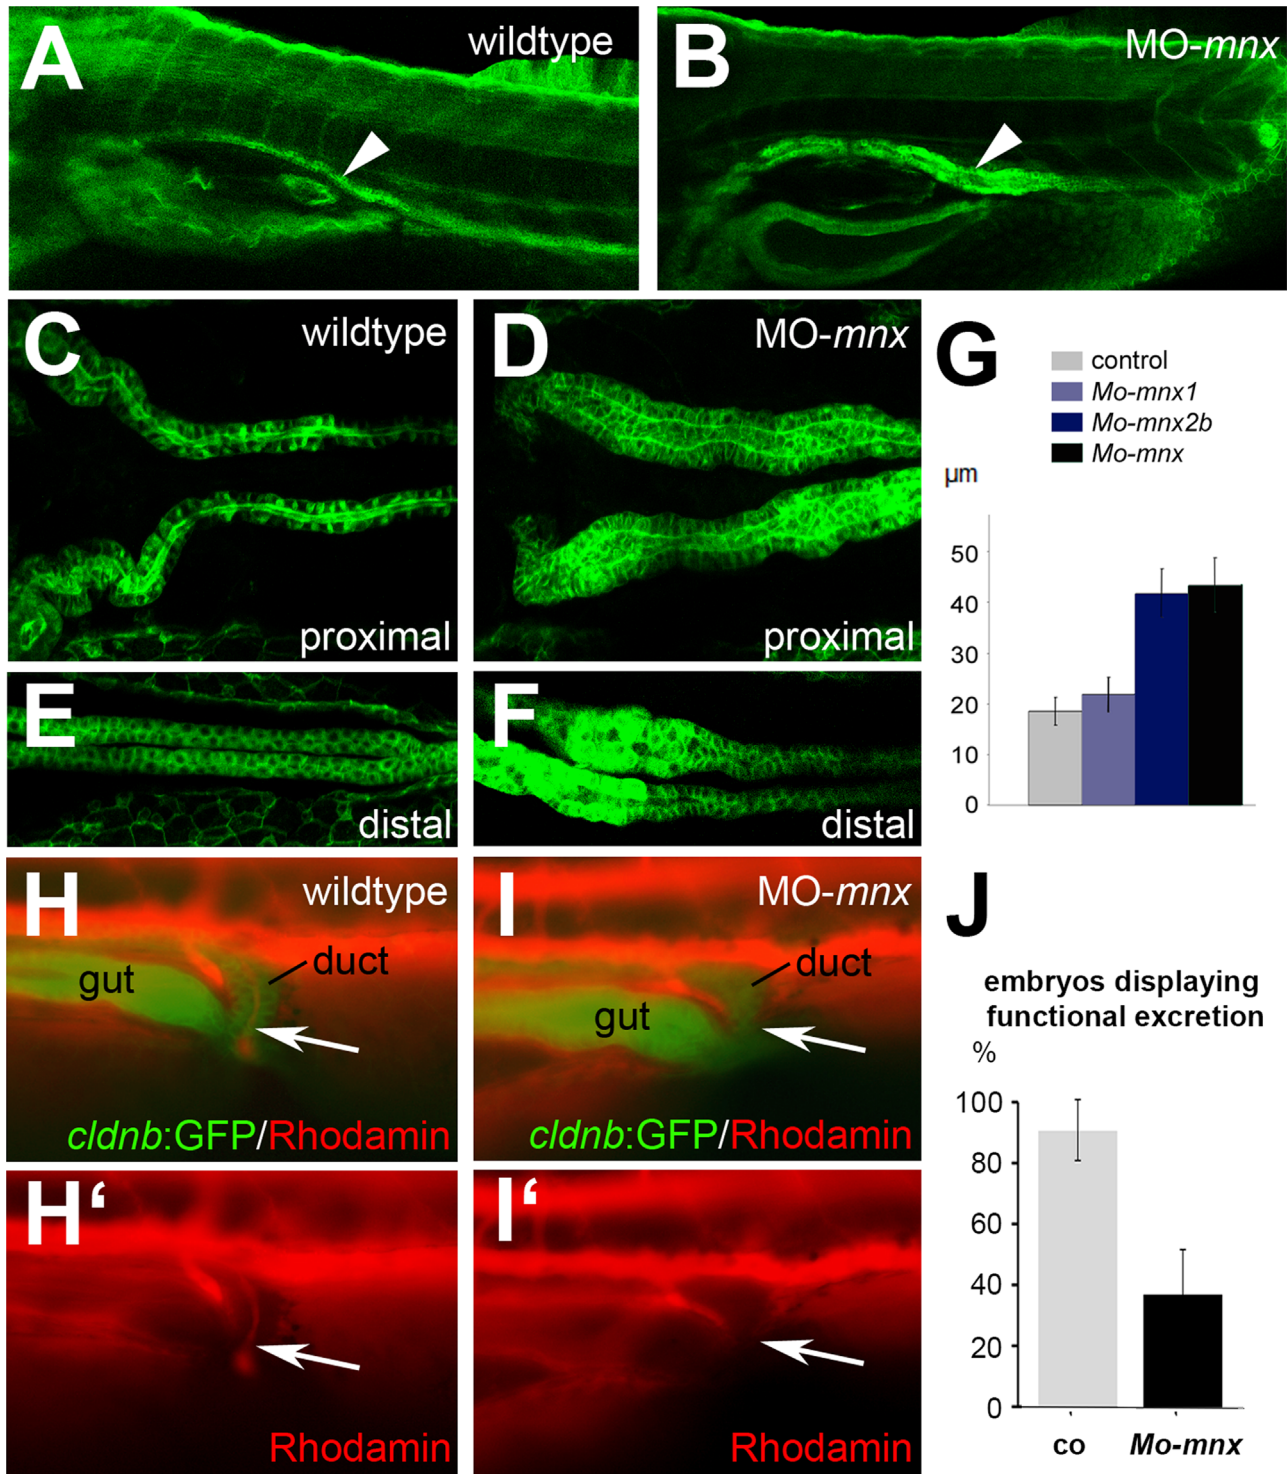 A
wildtype
B
MO-mnx
C
wildtype
proximal
D
MO-mnx
proximal
E
distal
F
distal
G
control
Mo-mnx1
Mo-mnx2b
Mo-mnx
µm
50
40
30
20
10
0
H
wildtype
gut
duct
cldnb:GFP/Rhodamin
I
MO-mnx
gut
duct
cldnb:GFP/Rhodamin
H‘
Rhodamin
I‘
Rhodamin
J
embryos displaying
functional excretion
%
100
80
60
40
20
0
co
Mo-mnx